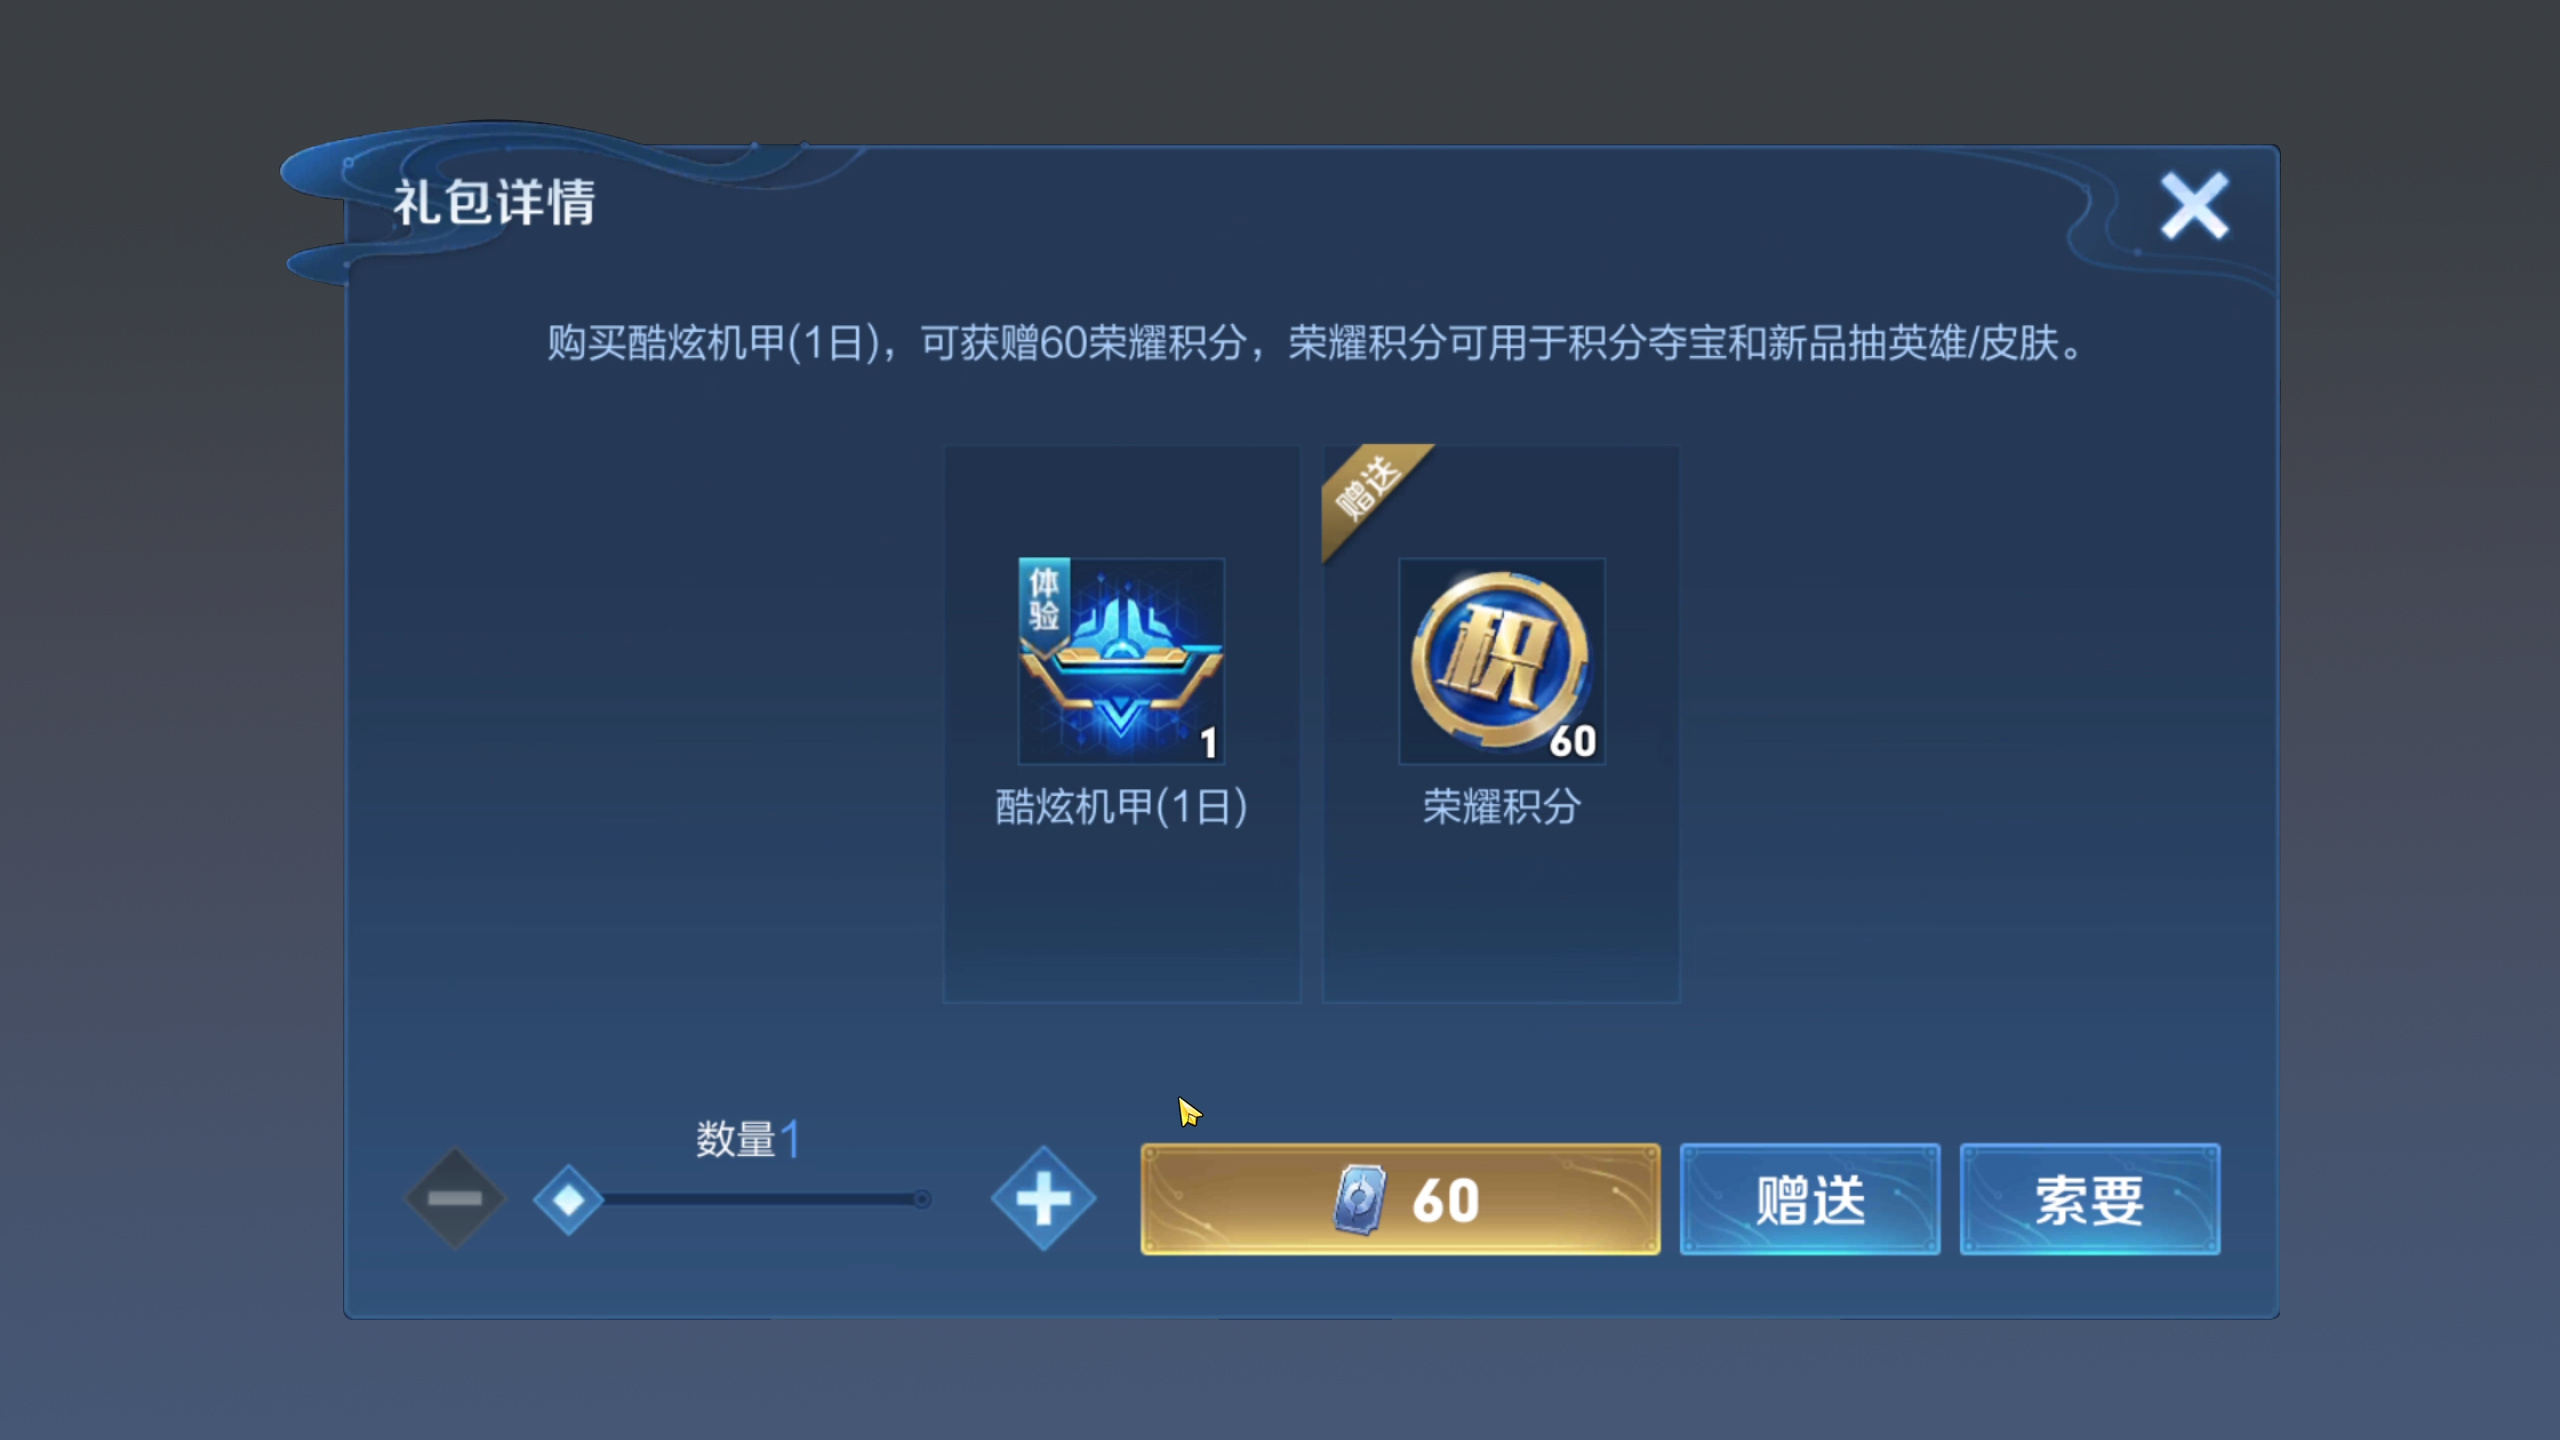 礼包详情
购买酷炫机甲(1日)，可获赠60荣耀积分，荣耀积分可用于积分夺宝和新品抽英雄/皮肤。
赠送
体验
积
1
60
酷炫机甲(1日)
荣耀积分
数量1
60
赠送
索要